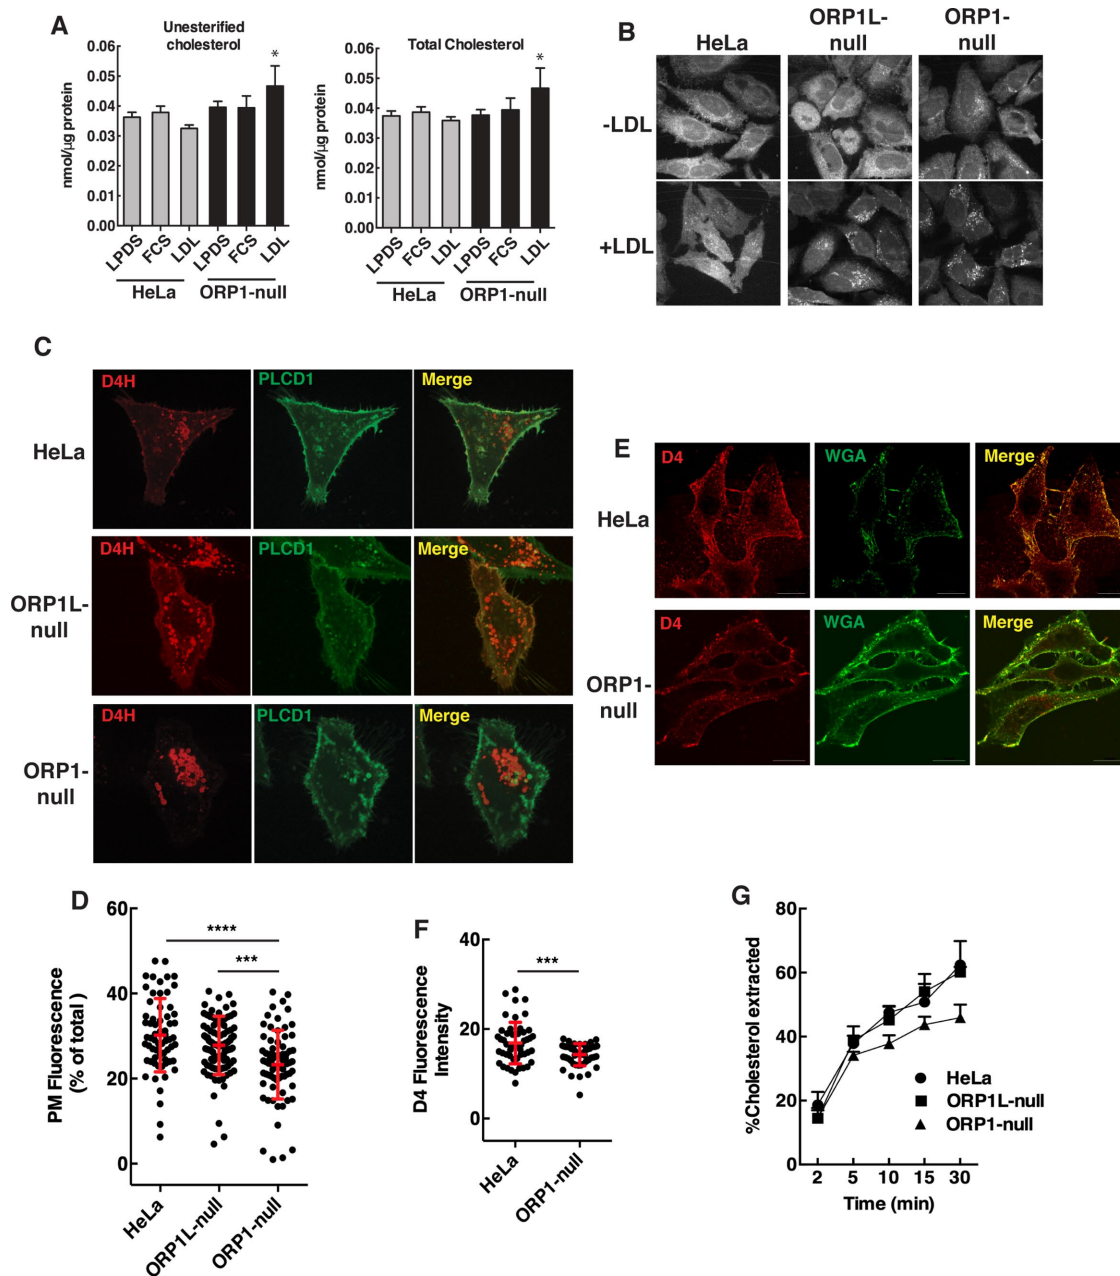 A
Unesterified
cholesterol
nmol/µg protein
0.06
0.05
0.04
0.03
0.02
0.01
0.00
*
LPDS
FCS
LDL
LPDS
FCS
LDL
HeLa
ORP1-null
Total Cholesterol
nmol/µg protein
0.06
0.05
0.04
0.03
0.02
0.01
0.00
*
LPDS
FCS
LDL
LPDS
FCS
LDL
HeLa
ORP1-null
B
HeLa
ORP1L-
null
ORP1-
null
-LDL
+LDL
C
HeLa
D4H
PLCD1
Merge
ORP1L-
null
D4H
PLCD1
Merge
ORP1-
null
D4H
PLCD1
Merge
E
HeLa
D4
WGA
Merge
ORP1-
null
D4
WGA
Merge
D
PM Fluorescence
(% of total )
60
40
20
0
****
***
HeLa
ORP1L-null
ORP1-null
F
D4 Fluorescence
Intensity
40
20
0
***
HeLa
ORP1-null
G
%Cholesterol extracted
80
60
40
20
0
HeLa
ORP1L-null
ORP1-null
2 5 10 15 30
Time (min)